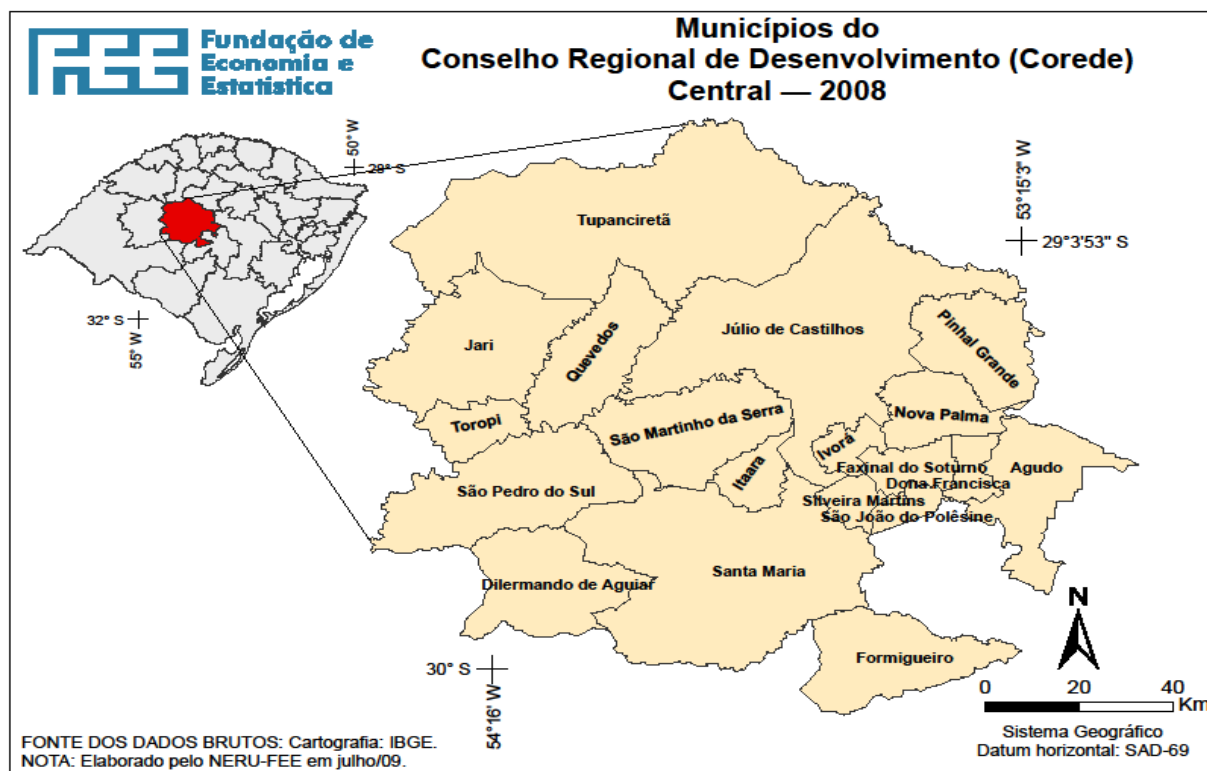 FEE Fundação de
Economia e
Estatística
Municípios do
Conselho Regional de Desenvolvimento (Corede)
Central — 2008
50° W
28° S
32° S
55° W
53°15'3" W
29°3'53" S
Tupanciretã
Jari
Quevedos
Júlio de Castilhos
Pinhal Grande
Toropi
São Martinho da Serra
Nova Palma
Itaara
Ivorá
Faxinal do Soturno
Agudo
Dona Francisca
São Pedro do Sul
Silveira Martins
São João do Polêsine
Dilermando de Aguiar
Santa Maria
Formigueiro
N
30° S
54°16' W
0 20 40
Km
Sistema Geográfico
Datum horizontal: SAD-69
FONTE DOS DADOS BRUTOS: Cartografia: IBGE.
NOTA: Elaborado pelo NERU-FEE em julho/09.